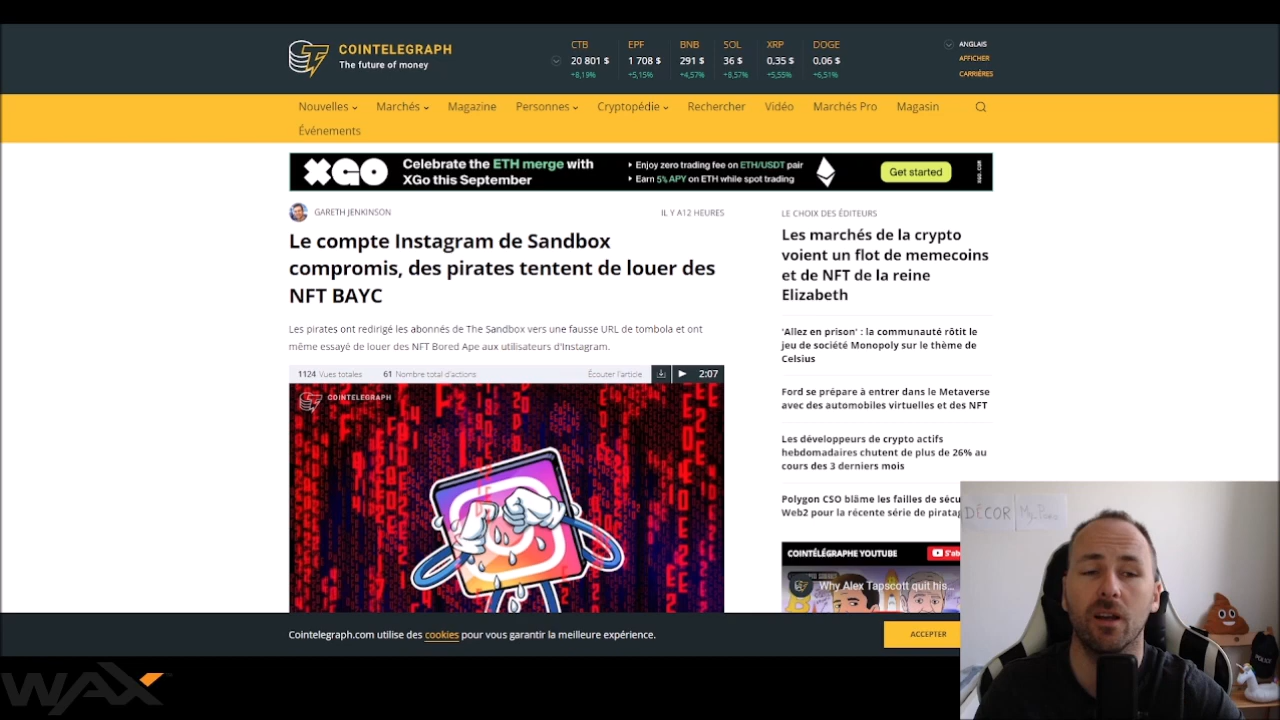 COINTELEGRAPH
The future of money
CTB
20 801 $
+8,19%
EPF
1 708 $
+5,15%
BNB
291 $
+4,57%
SOL
36 $
+8,57%
XRP
0,35 $
+5,55%
DOGE
0,06 $
+6,51%
ANGLAIS
AFFICHER
CARRIÈRES
Nouvelles
Marchés
Magazine
Personnes
Cryptopédie
Rechercher
Vidéo
Marchés Pro
Magasin
Événements
XGO
Celebrate the ETH merge with
XGo this September
Enjoy zero trading fee on ETH/USDT pair
Earn 5% APY on ETH while spot trading
Get started
GARETH JENKINSON
IL Y A12 HEURES
Le compte Instagram de Sandbox
compromis, des pirates tentent de louer des
NFT BAYC
Les pirates ont redirigé les abonnés de The Sandbox vers une fausse URL de tombola et ont
même essayé de louer des NFT Bored Ape aux utilisateurs d'Instagram.
1124 Vues totales
61 Nombre total d'actions
Écouter l'article
2:07
COINTELEGRAPH
LE CHOIX DES ÉDITEURS
Les marchés de la crypto
voient un flot de memecoins
et de NFT de la reine
Elizabeth
'Allez en prison' : la communauté rôtit le
jeu de société Monopoly sur le thème de
Celsius
Ford se prépare à entrer dans le Metaverse
avec des automobiles virtuelles et des NFT
Les développeurs de crypto actifs
hebdomadaires chutent de plus de 26% au
cours des 3 derniers mois
Polygon CSO blâme les failles de sécu
Web2 pour la récente série de piratag
COINTÉLÉGRAPHE YOUTUBE
S'ab
Why Alex Tapscott quit his...
Cointelegraph.com utilise des cookies pour vous garantir la meilleure expérience.
ACCEPTER
DÉCOR
POLICE
WAX